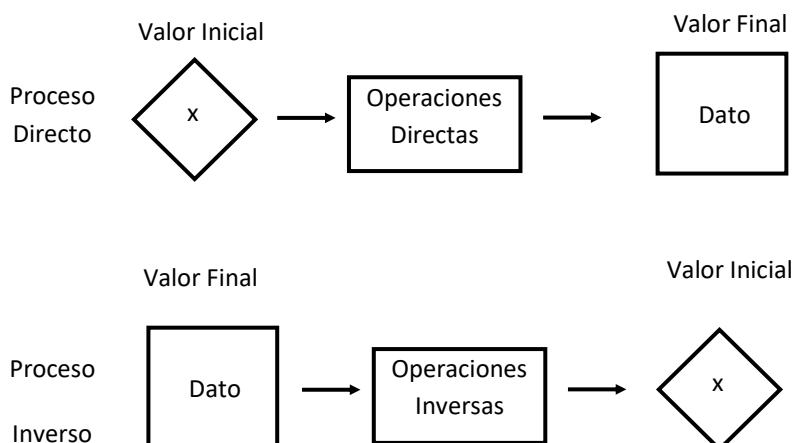 Valor Inicial
Valor Final
Proceso
Directo
x
Operaciones
Directas
Dato
Valor Final
Valor Inicial
Proceso
Inverso
Dato
Operaciones
Inversas
x